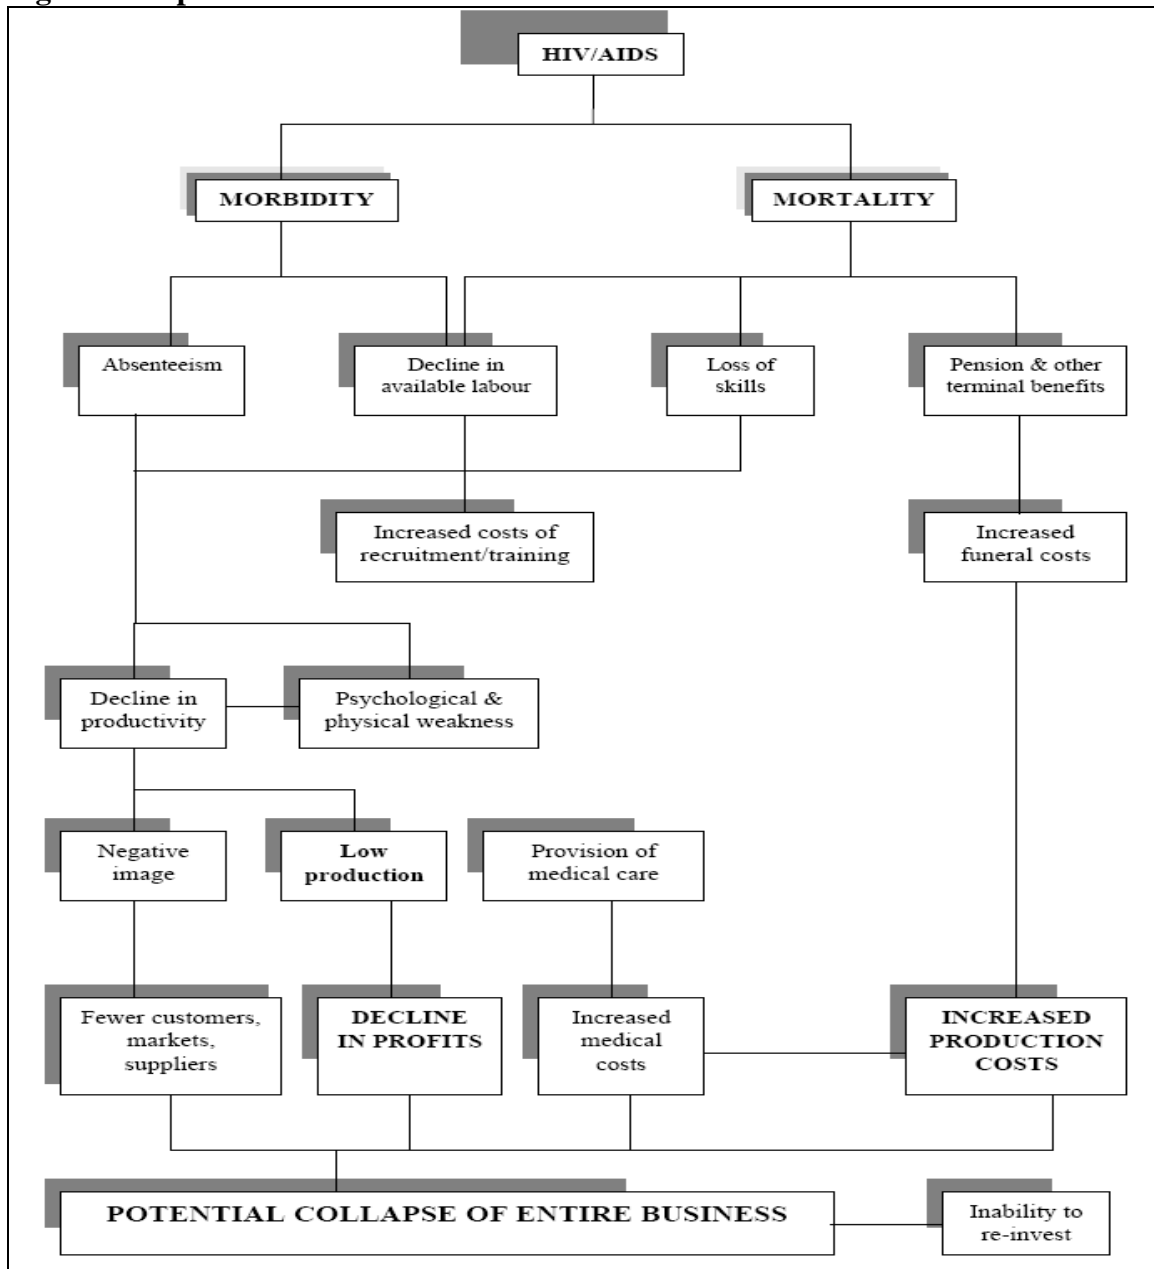 HIV/AIDS
MORBIDITY
MORTALITY
Absenteeism
Decline in
available labour
Loss of
skills
Pension & other
terminal benefits
Increased costs of
recruitment/training
Increased
funeral costs
Decline in
productivity
Psychological &
physical weakness
Negative
image
Low
production
Provision of
medical care
Fewer customers,
markets,
suppliers
DECLINE
IN PROFITS
Increased
medical
costs
INCREASED
PRODUCTION
COSTS
POTENTIAL COLLAPSE OF ENTIRE BUSINESS
Inability to
re-invest